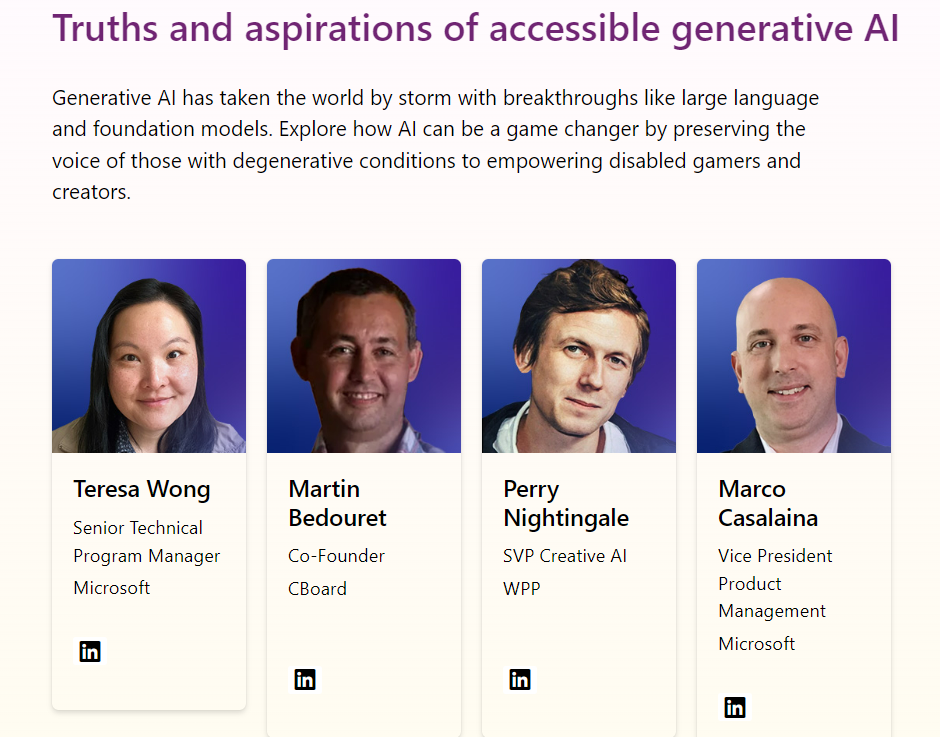 Truths and aspirations of accessible generative AI
Generative AI has taken the world by storm with breakthroughs like large language
and foundation models. Explore how AI can be a game changer by preserving the
voice of those with degenerative conditions to empowering disabled gamers and
creators.
Teresa Wong
Senior Technical
Program Manager
Microsoft
in
Martin
Bedouret
Co-Founder
CBoard
in
Perry
Nightingale
SVP Creative AI
WPP
in
Marco
Casalaina
Vice President
Product
Management
Microsoft
in